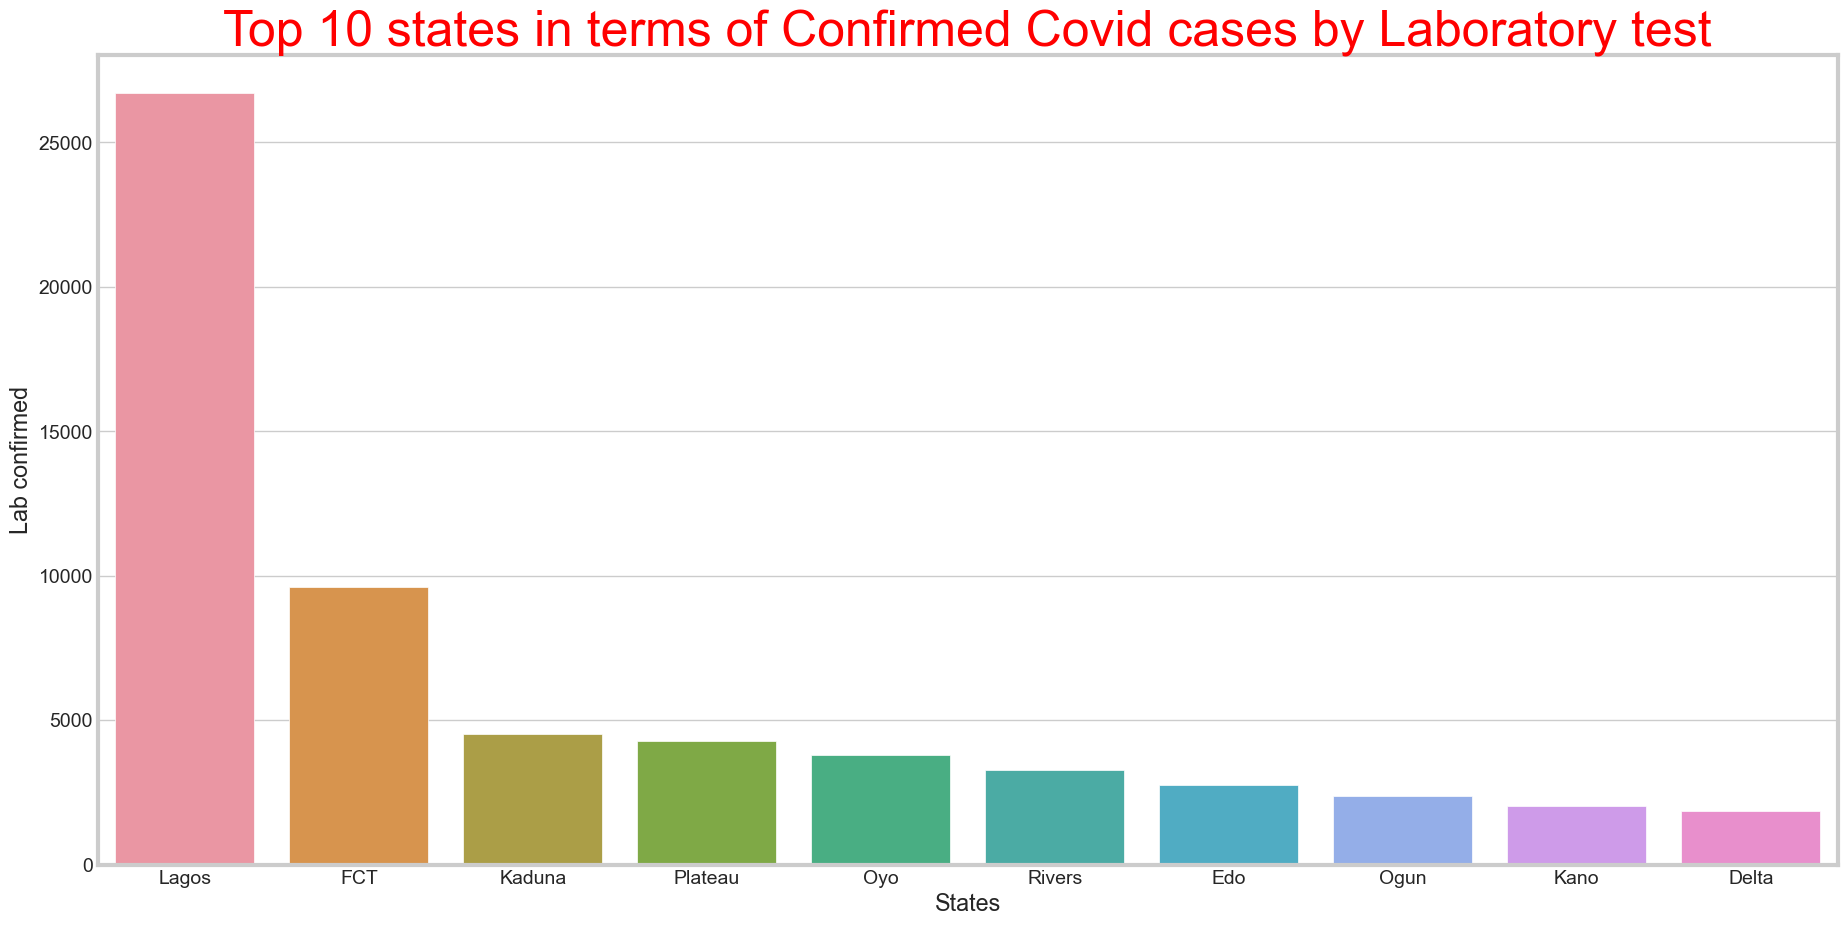 Top 10 states in terms of Confirmed Covid cases by Laboratory test
25000
20000
15000
10000
5000
0
Lab confirmed
Lagos FCT Kaduna Plateau Oyo Rivers Edo Ogun Kano Delta
States